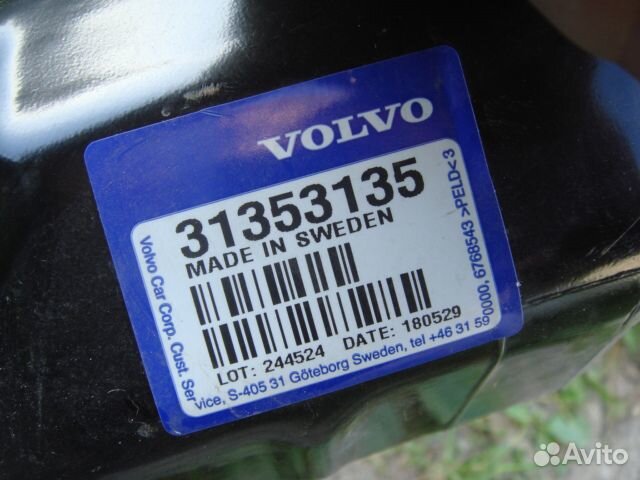 VOLVO
31353135
MADE IN SWEDEN
LOT: 244524 DATE: 180529
Volvo Car Corp. Cust. Ser
vice, S-405 31 Göteborg Sweden, tel +46 31 59
0000, 6768543 >PELD<3
Avito